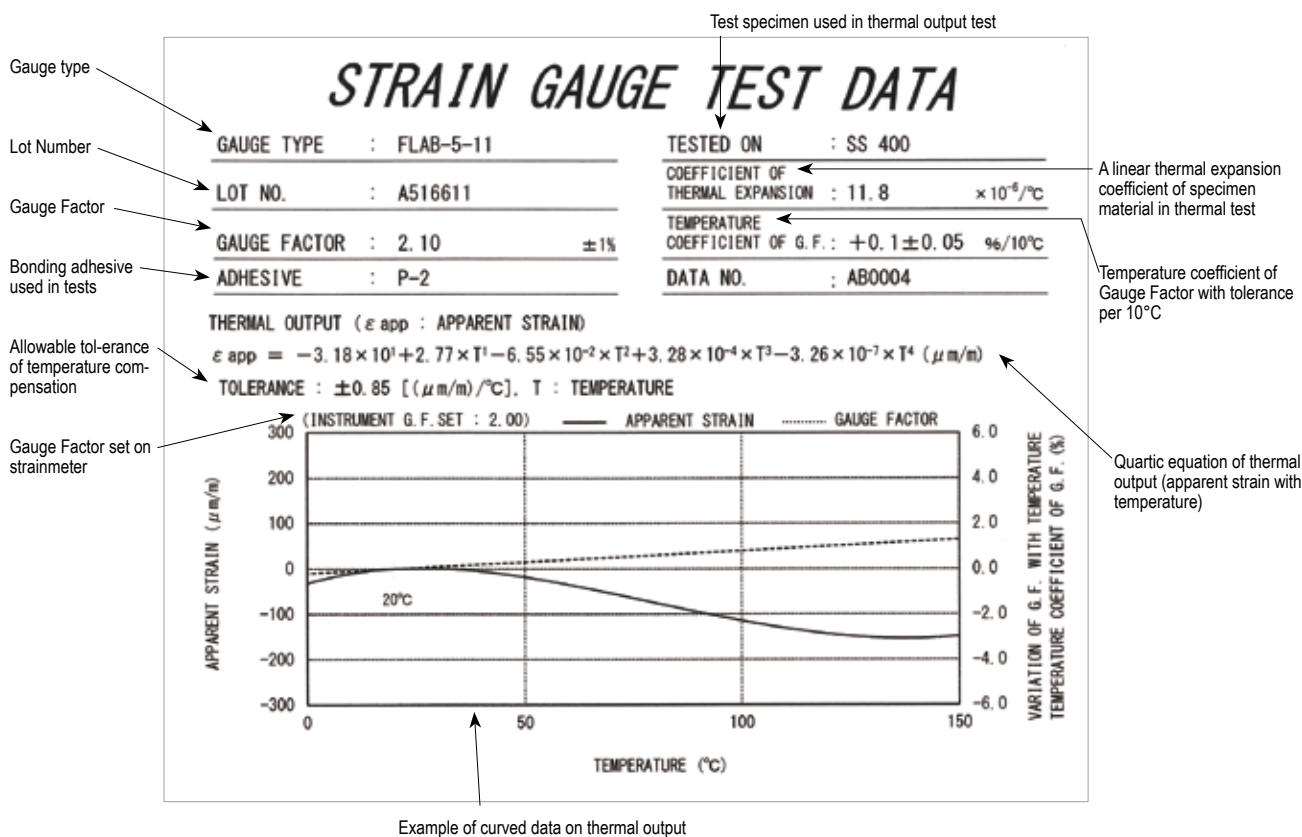 Test specimen used in thermal output test
Gauge type
Lot Number
Gauge Factor
Bonding adhesive
used in tests
Allowable tol-erance
of temperature com-
pensation
Gauge Factor set on
strainmeter
STRAIN GAUGE TEST DATA
GAUGE TYPE : FLAB-5-11
LOT NO. : A516611
GAUGE FACTOR : 2.10 ±1%
ADHESIVE : P-2
TESTED ON : SS 400
COEFFICIENT OF
THERMAL EXPANSION : 11.8 ×10⁻⁶/℃
TEMPERATURE
COEFFICIENT OF G.F. : +0.1±0.05 %/10℃
DATA NO. : AB0004
THERMAL OUTPUT (ε app : APPARENT STRAIN)
ε app = −3.18×10¹+2.77×T¹−6.55×10⁻²×T²+3.28×10⁻⁴×T³−3.26×10⁻⁷×T⁴ (μm/m)
TOLERANCE : ±0.85 [(μm/m)/℃], T : TEMPERATURE
(INSTRUMENT G.F.SET : 2.00) APPARENT STRAIN GAUGE FACTOR
300
200
100
0
-100
-200
-300
APPARENT STRAIN (μm/m)
20℃
6.0
4.0
2.0
0.0
-2.0
-4.0
-6.0
VARIATION OF G.F. WITH TEMPERATURE
TEMPERATURE COEFFICIENT OF G.F. (%)
0 50 100 150
TEMPERATURE (℃)
A linear thermal expansion
coefficient of specimen
material in thermal test
Temperature coefficient of
Gauge Factor with tolerance
per 10°C
Quartic equation of thermal
output (apparent strain with
temperature)
Example of curved data on thermal output